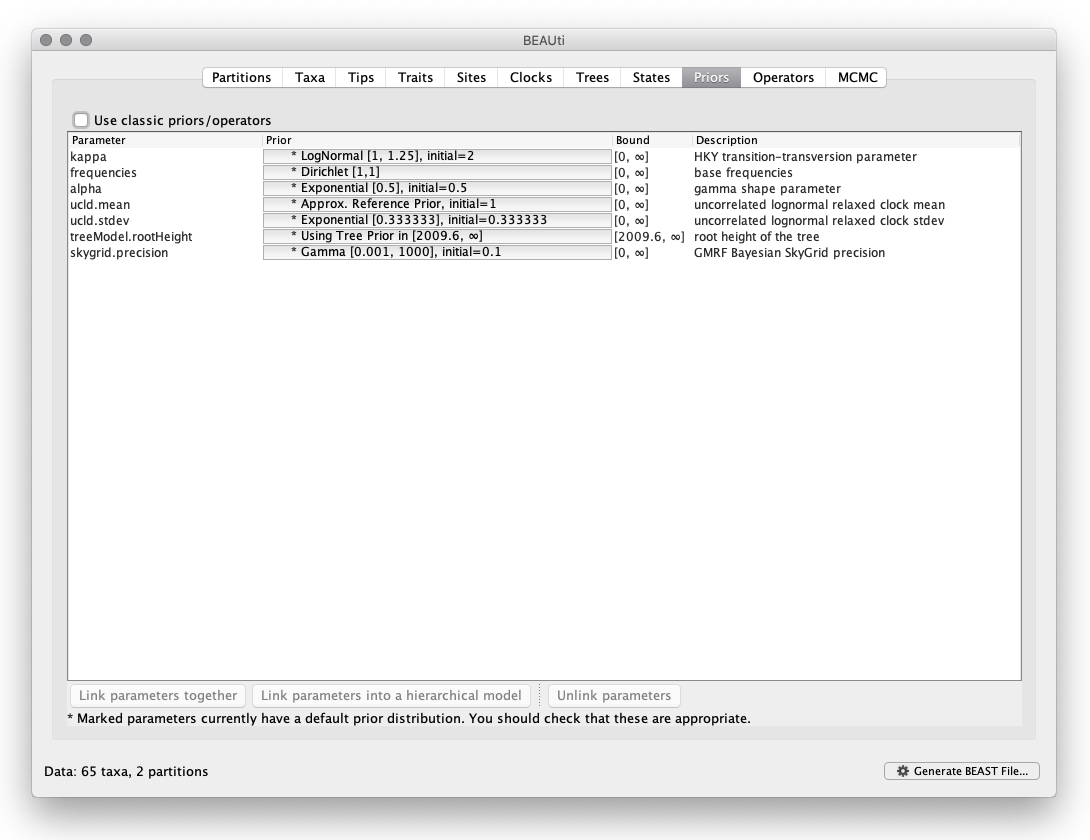 BEAUti
Partitions Taxa Tips Traits Sites Clocks Trees States Priors Operators MCMC
Use classic priors/operators
Parameter Prior Bound Description
kappa * LogNormal [1, 1.25], initial=2 [0, ∞] HKY transition-transversion parameter
frequencies * Dirichlet [1,1] [0, ∞] base frequencies
alpha * Exponential [0.5], initial=0.5 [0, ∞] gamma shape parameter
ucld.mean * Approx. Reference Prior, initial=1 [0, ∞] uncorrelated lognormal relaxed clock mean
ucld.stdev * Exponential [0.333333], initial=0.333333 [0, ∞] uncorrelated lognormal relaxed clock stdev
treeModel.rootHeight * Using Tree Prior in [2009.6, ∞] [2009.6, ∞] root height of the tree
skygrid.precision * Gamma [0.001, 1000], initial=0.1 [0, ∞] GMRF Bayesian SkyGrid precision
Link parameters together Link parameters into a hierarchical model Unlink parameters
* Marked parameters currently have a default prior distribution. You should check that these are appropriate.
Data: 65 taxa, 2 partitions Generate BEAST File...